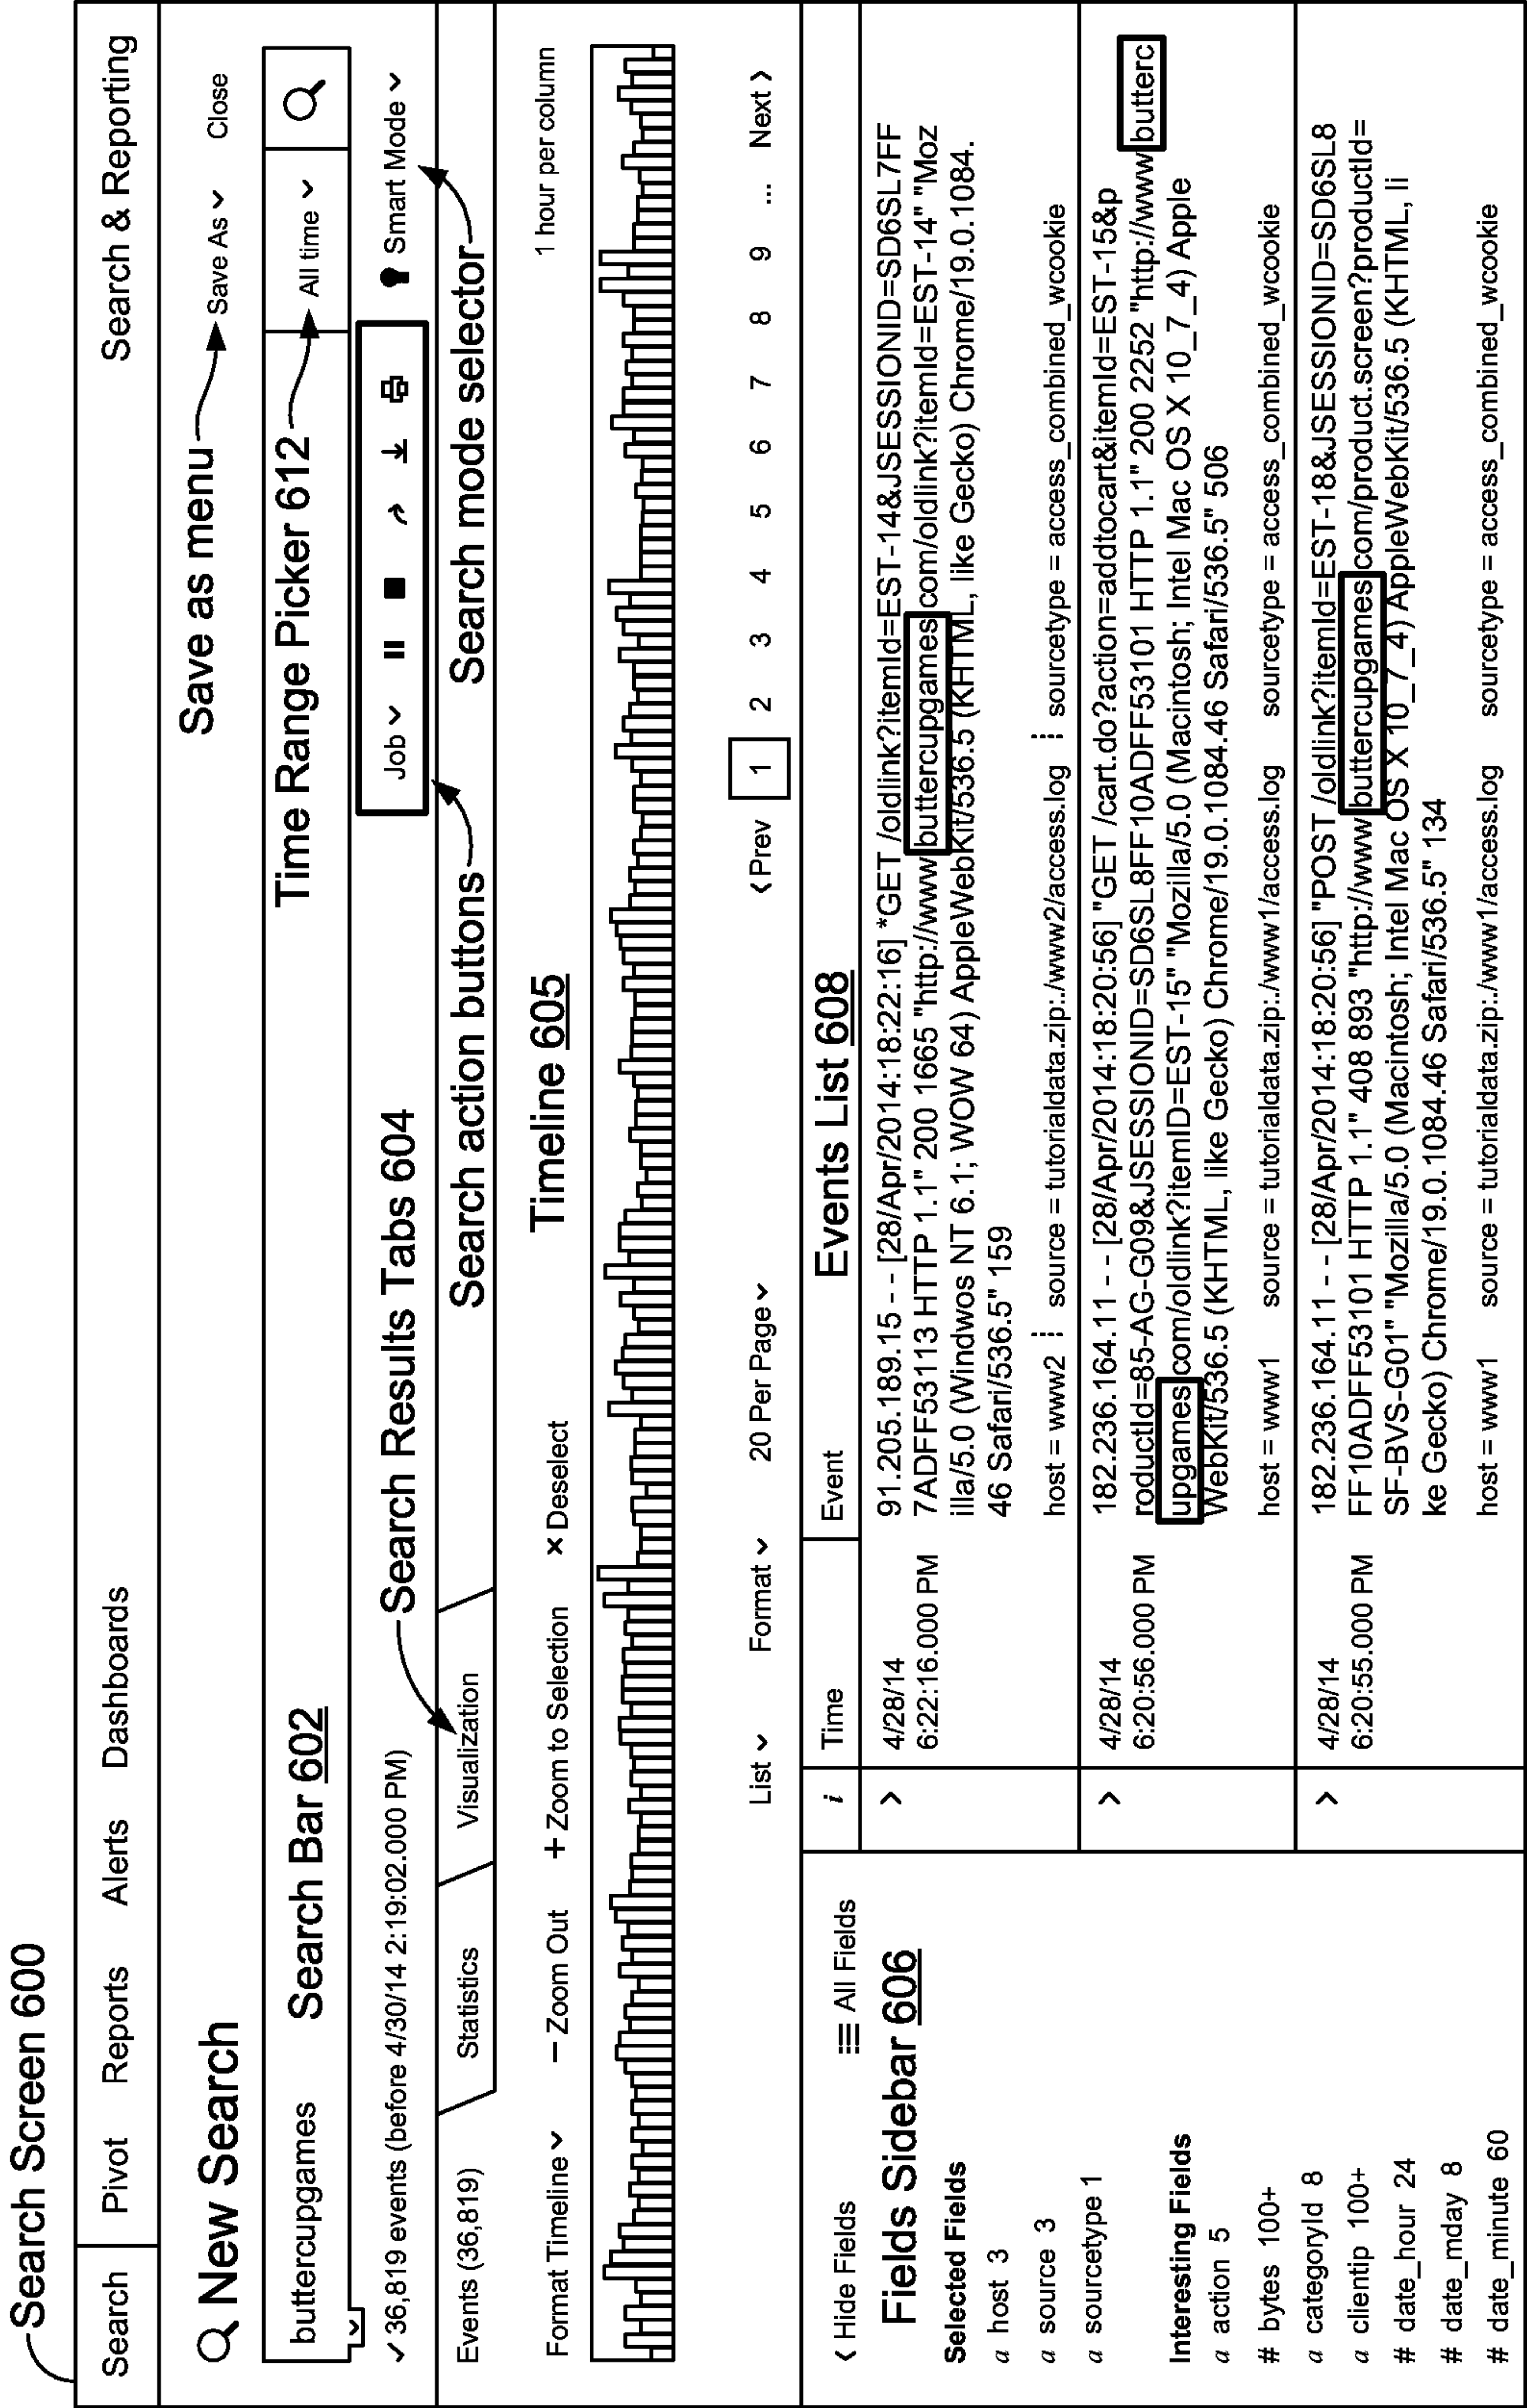 Search Screen 600
Search Pivot Reports Alerts Dashboards Search & Reporting
New Search
Save as menu
Save As Close
buttercupgames Search Bar 602 Time Range Picker 612 All time
✓ 36,819 events (before 4/30/14 2:19:02.000 PM)
Search Results Tabs 604
Job Smart Mode
Events (36,819) Statistics Visualization
Search action buttons Search mode selector
Format Timeline – Zoom Out + Zoom to Selection × Deselect
Timeline 605
1 hour per column
List Format 20 Per Page < Prev 1 2 3 4 5 6 7 8 9 ... Next >
< Hide Fields All Fields
Fields Sidebar 606
Selected Fields
a host 3
a source 3
a sourcetype 1
Interesting Fields
a action 5
# bytes 100+
a categoryId 8
a clientip 100+
# date_hour 24
# date_mday 8
# date_minute 60
i Time Event
Events List 608
> 4/28/14
6:22:16.000 PM
91.205.189.15 - - [28/Apr/2014:18:22:16] *GET /oldlink?itemId=EST-14&JSESSIONID=SD6SL7FF
7ADFF53113 HTTP 1.1" 200 1665 "http://www buttercupgames com/oldlink?itemId=EST-14" "Moz
illa/5.0 (Windwos NT 6.1; WOW 64) AppleWebKit/536.5 (KHTML, like Gecko) Chrome/19.0.1084.
46 Safari/536.5" 159
host = www2 source = tutorialdata.zip:./www2/access.log sourcetype = access_combined_wcookie
> 4/28/14
6:20:56.000 PM
182.236.164.11 - - [28/Apr/2014:18:20:56] "GET /cart.do?action=addtocart&itemId=EST-15&p
roductId=85-AG-G09&JSESSIONID=SD6SL8FF10ADFF53101 HTTP 1.1" 200 2252 "http://www butterc
upgames com/oldlink?itemID=EST-15" "Mozilla/5.0 (Macintosh; Intel Mac OS X 10_7_4) Apple
WebKit/536.5 (KHTML, like Gecko) Chrome/19.0.1084.46 Safari/536.5" 506
host = www1 source = tutorialdata.zip:./www1/access.log sourcetype = access_combined_wcookie
> 4/28/14
6:20:55.000 PM
182.236.164.11 - - [28/Apr/2014:18:20:56] "POST /oldlink?itemId=EST-18&JSESSIONID=SD6SL8
FF10ADFF53101 HTTP 1.1" 408 893 "http://www buttercupgames com/product.screen?productId=
SF-BVS-G01" "Mozilla/5.0 (Macintosh; Intel Mac OS X 10_7_4) AppleWebKit/536.5 (KHTML, li
ke Gecko) Chrome/19.0.1084.46 Safari/536.5" 134
host = www1 source = tutorialdata.zip:./www1/access.log sourcetype = access_combined_wcookie